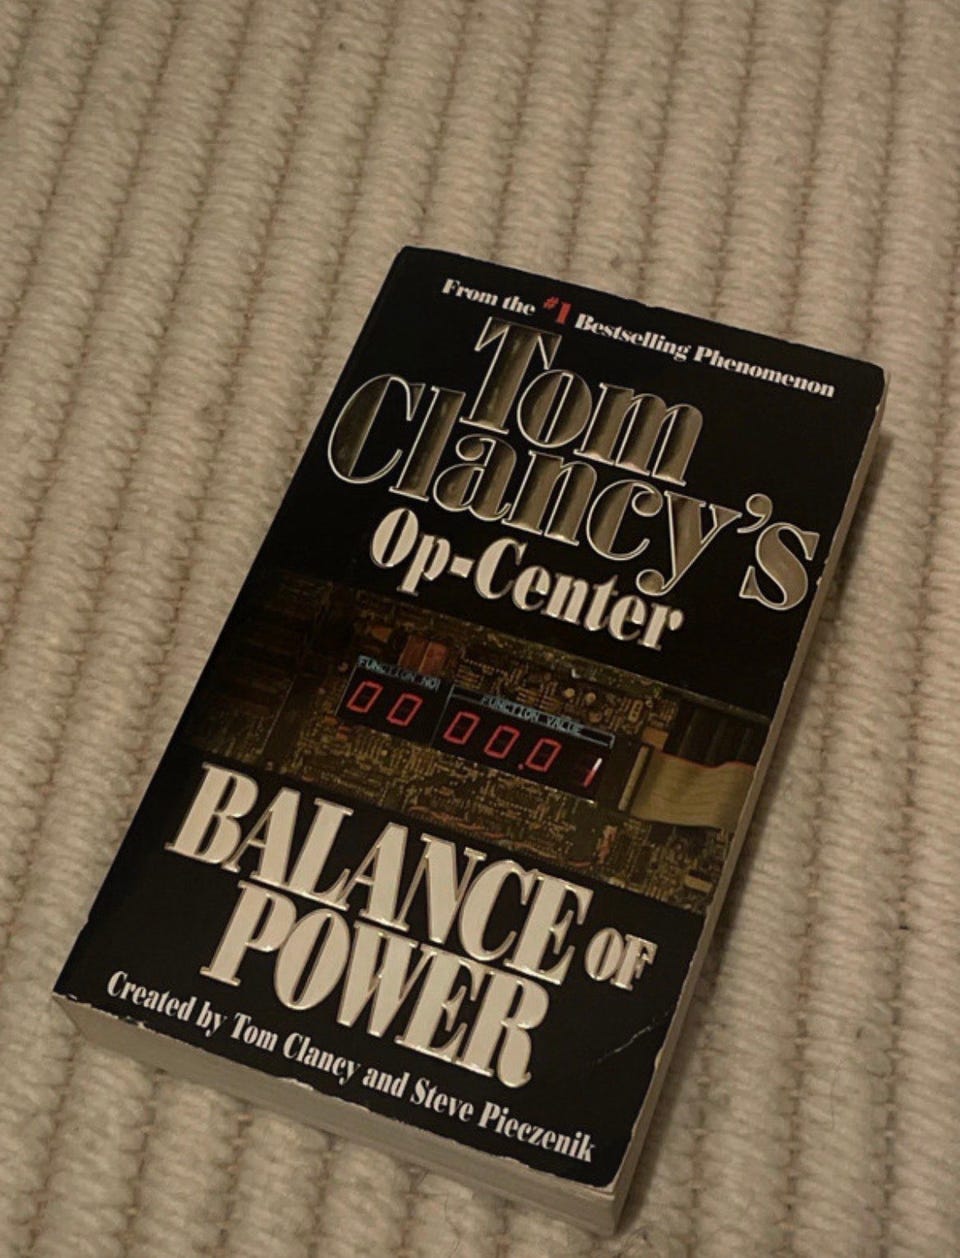 From the #1 Bestselling Phenomenon
Tom
Clancy's
Op-Center
FUNCTION NO.
FUNCTION VALUE
00
00.01
BALANCE OF
POWER
Created by Tom Clancy and Steve Pieczenik